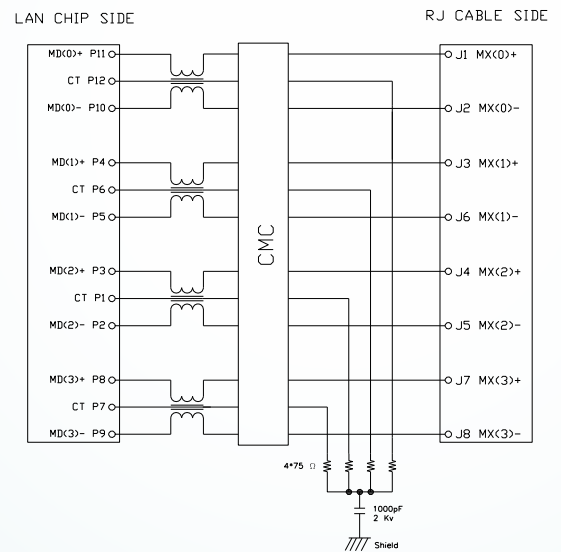 LAN CHIP SIDE
RJ CABLE SIDE
MD(0)+ P11
J1 MX(0)+
CT P12
MD(0)- P10
J2 MX(0)-
MD(1)+ P4
J3 MX(1)+
CT P6
MD(1)- P5
J6 MX(1)-
CMC
MD(2)+ P3
J4 MX(2)+
CT P1
MD(2)- P2
J5 MX(2)-
MD(3)+ P8
J7 MX(3)+
CT P7
MD(3)- P9
J8 MX(3)-
4*75 Ω
1000pF
2 Kv
Shield